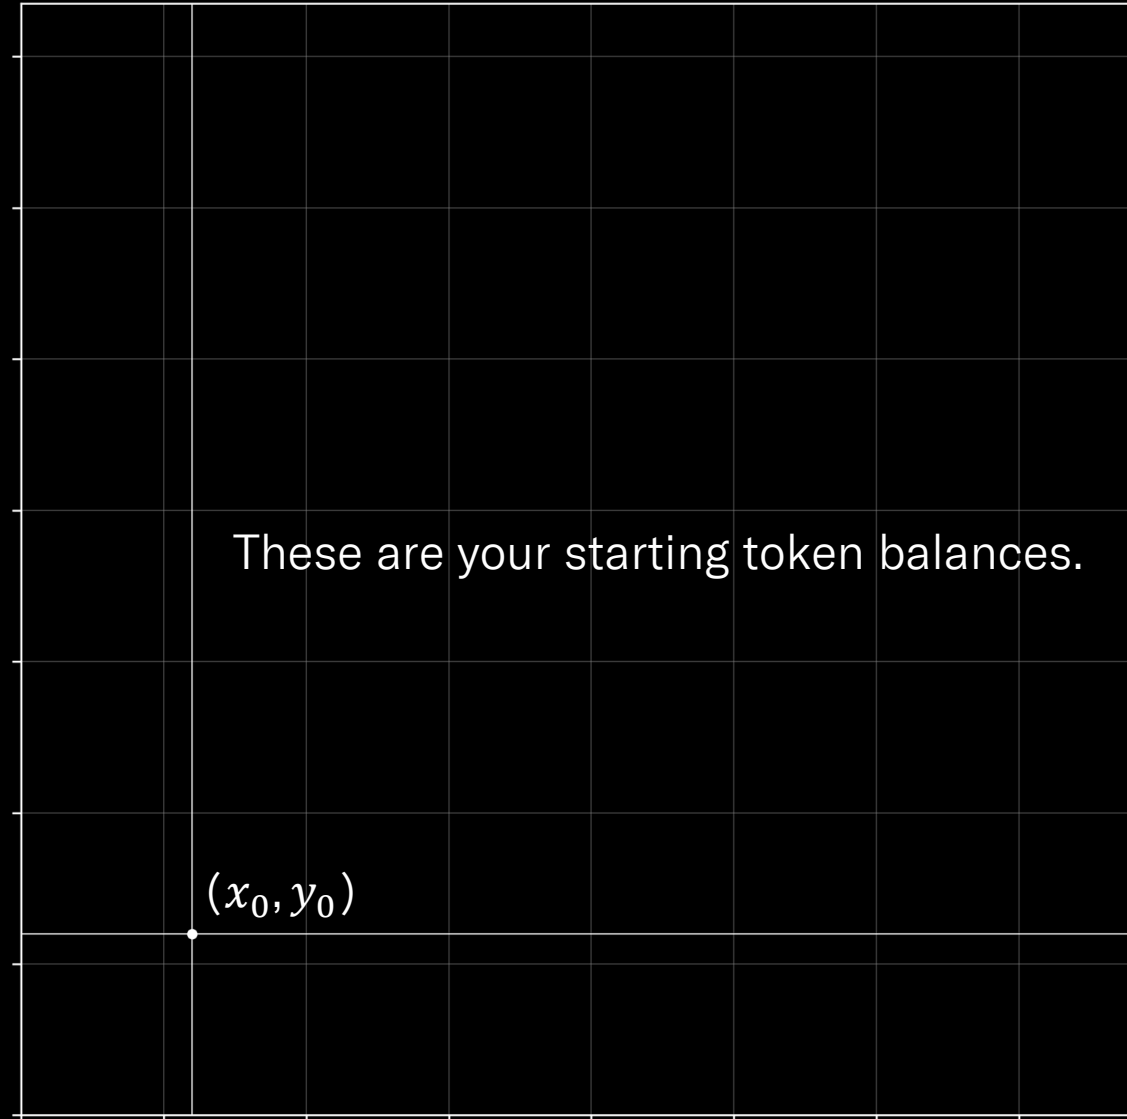 These are your starting token balances.
(x₀, y₀)